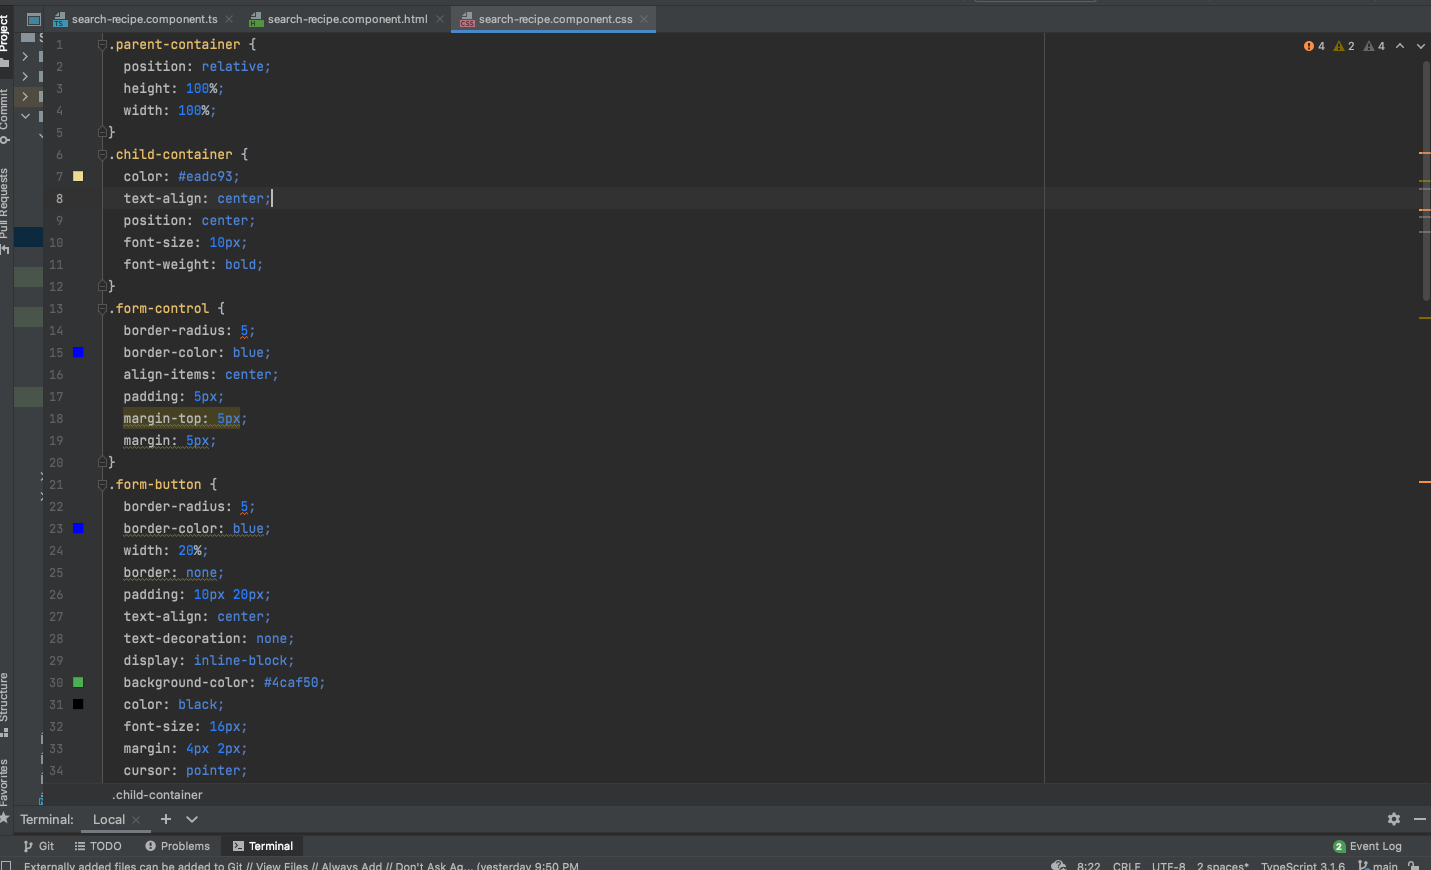 search-recipe.component.ts
search-recipe.component.html
search-recipe.component.css
Project
Commit
Pull Requests
Structure
Favorites
4 2 4
1 .parent-container {
2 position: relative;
3 height: 100%;
4 width: 100%;
5 }
6 .child-container {
7 color: #eadc93;
8 text-align: center;
9 position: center;
10 font-size: 10px;
11 font-weight: bold;
12 }
13 .form-control {
14 border-radius: 5;
15 border-color: blue;
16 align-items: center;
17 padding: 5px;
18 margin-top: 5px;
19 margin: 5px;
20 }
21 .form-button {
22 border-radius: 5;
23 border-color: blue;
24 width: 20%;
25 border: none;
26 padding: 10px 20px;
27 text-align: center;
28 text-decoration: none;
29 display: inline-block;
30 background-color: #4caf50;
31 color: black;
32 font-size: 16px;
33 margin: 4px 2px;
34 cursor: pointer;
.child-container
Terminal: Local
Git TODO Problems Terminal 2 Event Log
Externally added files can be added to Git // View Files // Always Add // Don't Ask Ag... (yesterday 9:50 PM 8:22 CRLF UTF-8 2 spaces* TypeScript 3.1.6 main